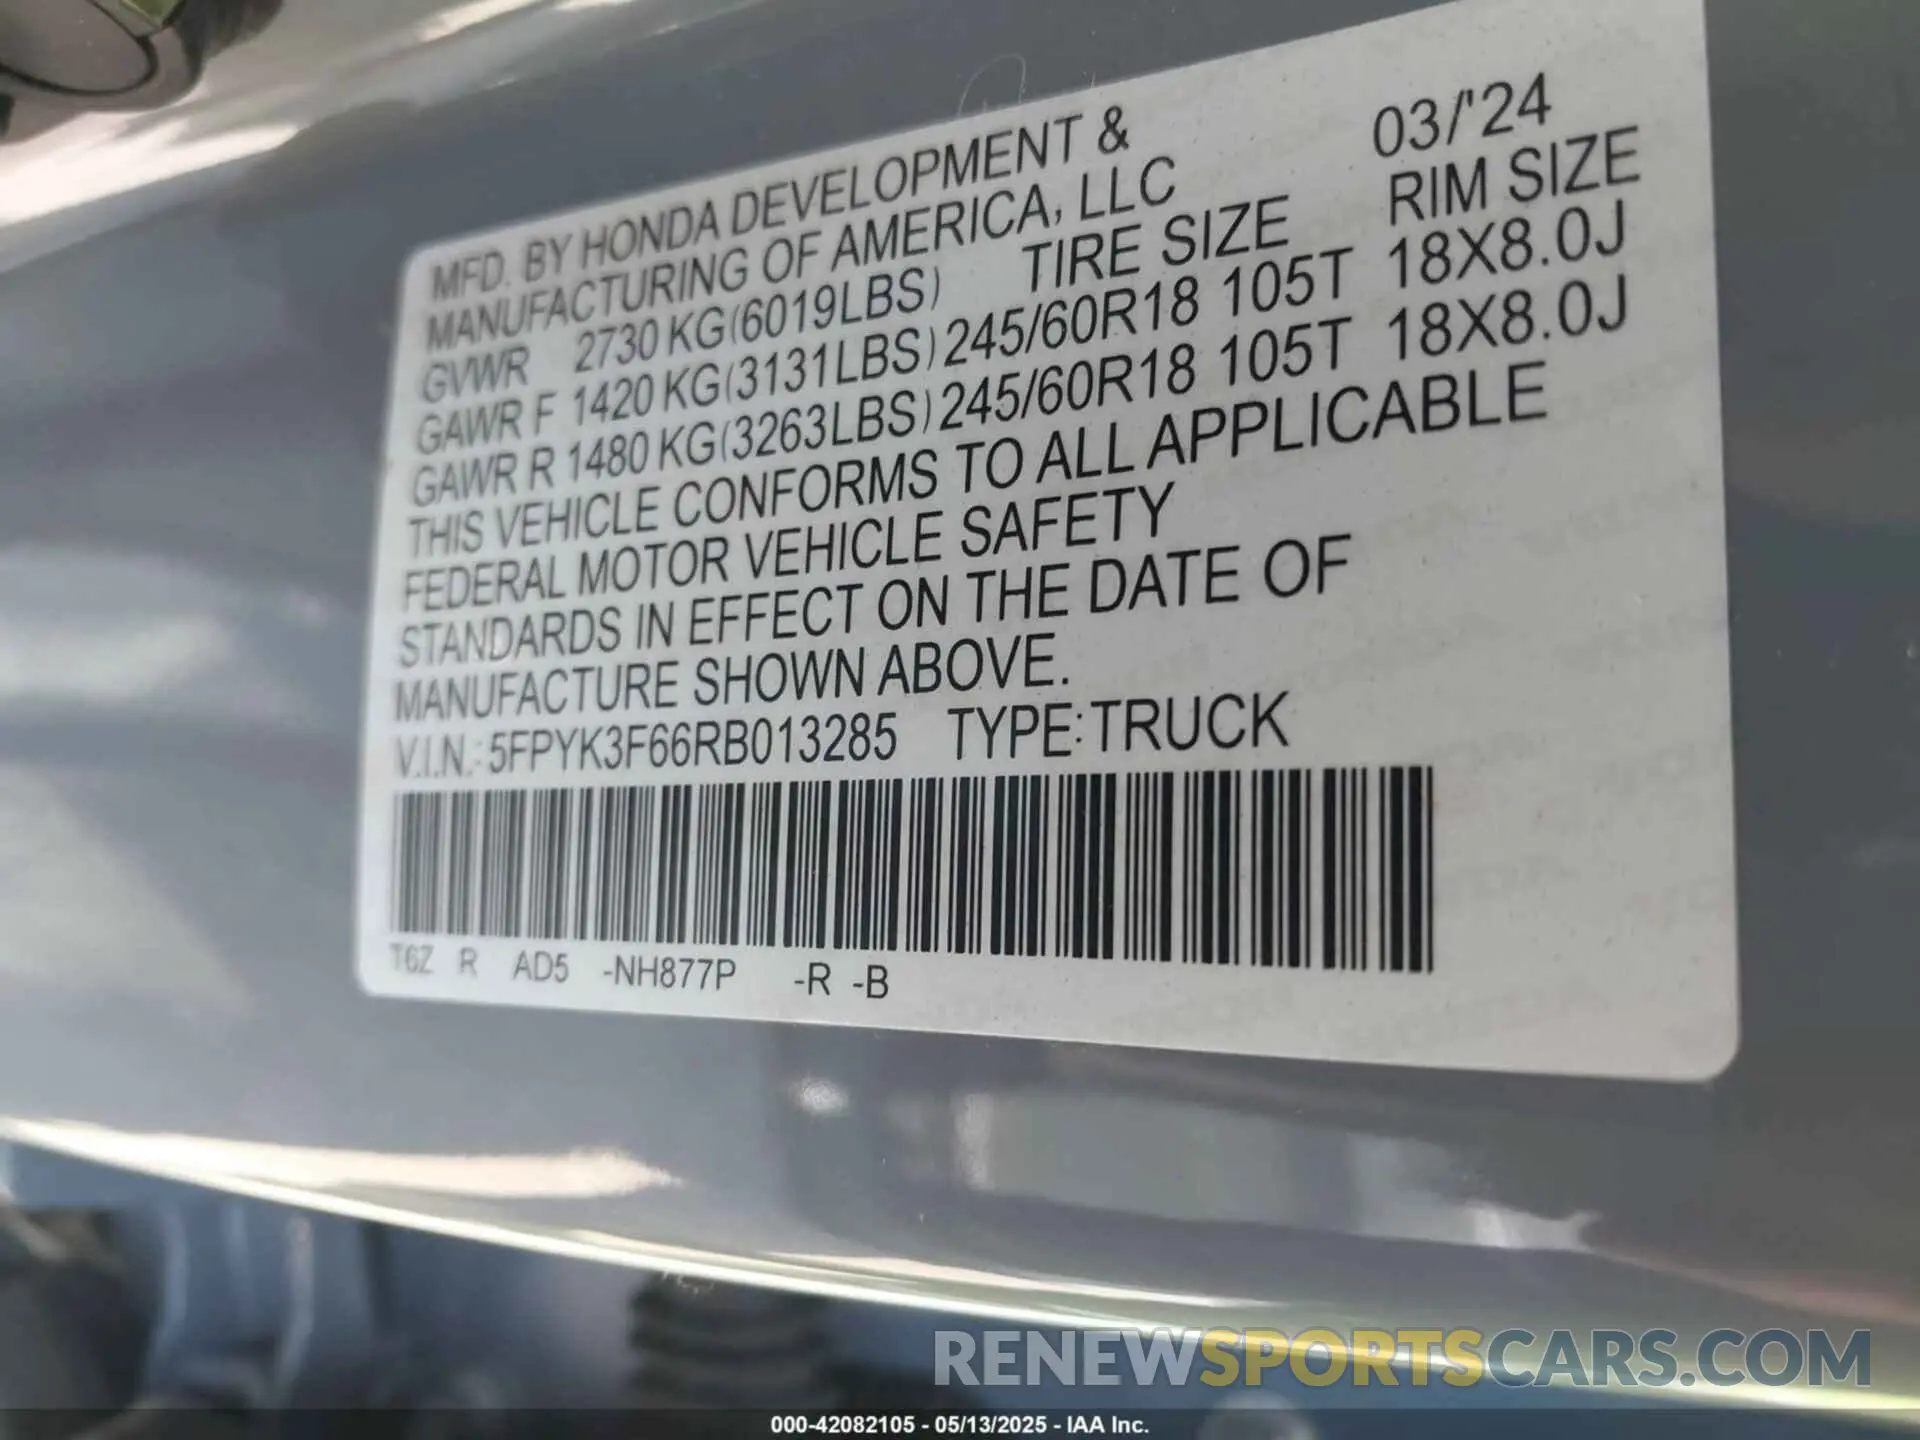 MFD. BY HONDA DEVELOPMENT & 03/'24
MANUFACTURING OF AMERICA, LLC
TIRE SIZE RIM SIZE
GVWR 2730 KG(6019LBS)
GAWR F 1420 KG(3131LBS) 245/60R18 105T 18X8.0J
GAWR R 1480 KG(3263LBS) 245/60R18 105T 18X8.0J
THIS VEHICLE CONFORMS TO ALL APPLICABLE
FEDERAL MOTOR VEHICLE SAFETY
STANDARDS IN EFFECT ON THE DATE OF
MANUFACTURE SHOWN ABOVE.
V.I.N.: 5FPYK3F66RB013285 TYPE: TRUCK
T6Z R AD5 -NH877P -R -B
RENEWSPORTSCARS.COM
000-42082105 - 05/13/2025 - IAA Inc.